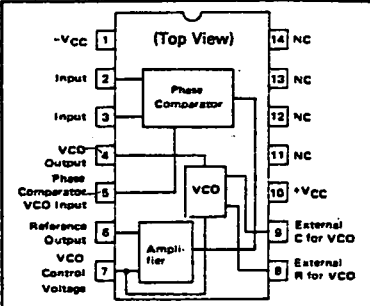 (Top View)
-VCC 1
Input 2
Input 3
VCO Output 4
Phase Comparator VCO Input 5
Reference Output 6
VCO Control Voltage 7
14 NC
13 NC
12 NC
11 NC
10 +VCC
9 External C for VCO
8 External R for VCO
Phase Comparator
VCO
Ampli-
fier